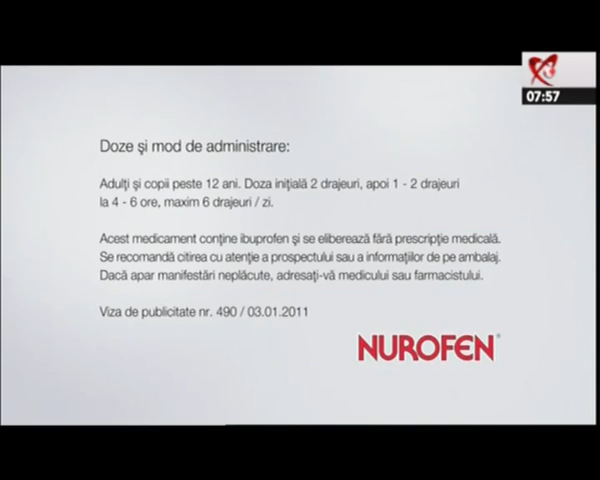 07:57
Doze şi mod de administrare:
Adulţi şi copii peste 12 ani. Doza iniţială 2 drajeuri, apoi 1 - 2 drajeuri
la 4 - 6 ore, maxim 6 drajeuri / zi.
Acest medicament conţine ibuprofen şi se eliberează fără prescripţie medicală.
Se recomandă citirea cu atenţie a prospectului sau a informaţiilor de pe ambalaj.
Dacă apar manifestări neplăcute, adresaţi-vă medicului sau farmacistului.
Viza de publicitate nr. 490 / 03.01.2011
NUROFEN